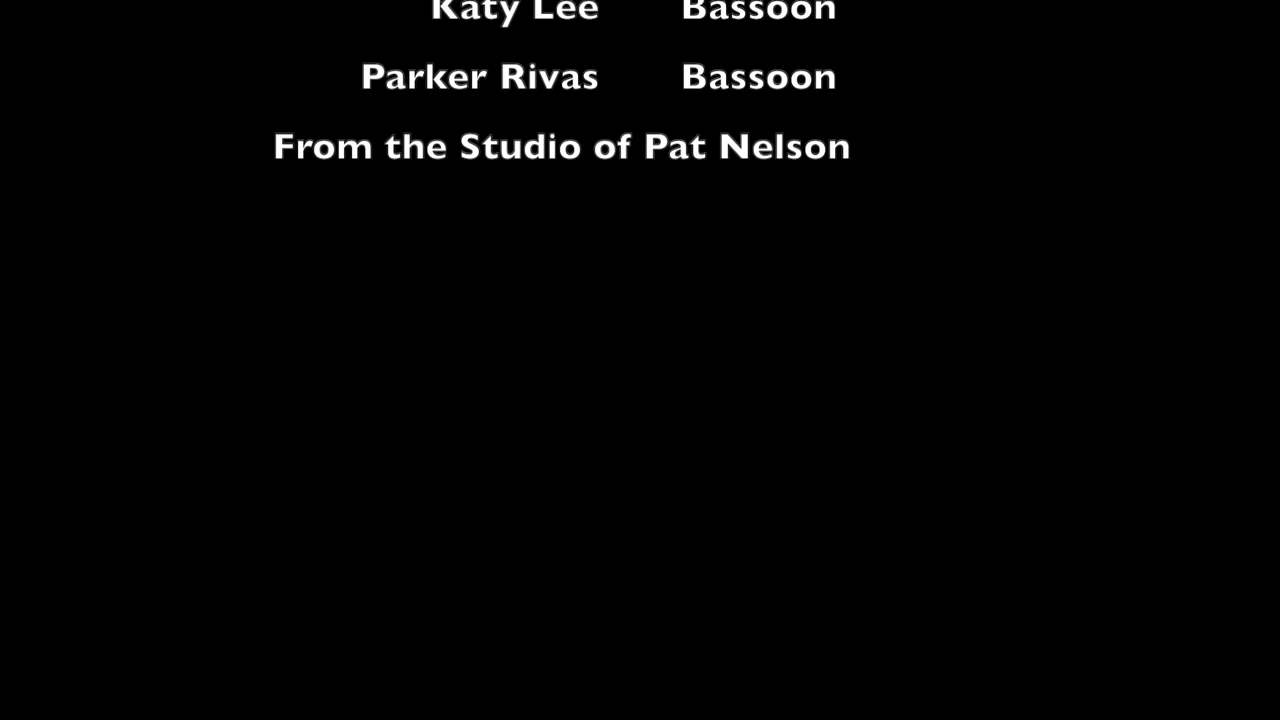 Katy Lee Bassoon
Parker Rivas Bassoon
From the Studio of Pat Nelson